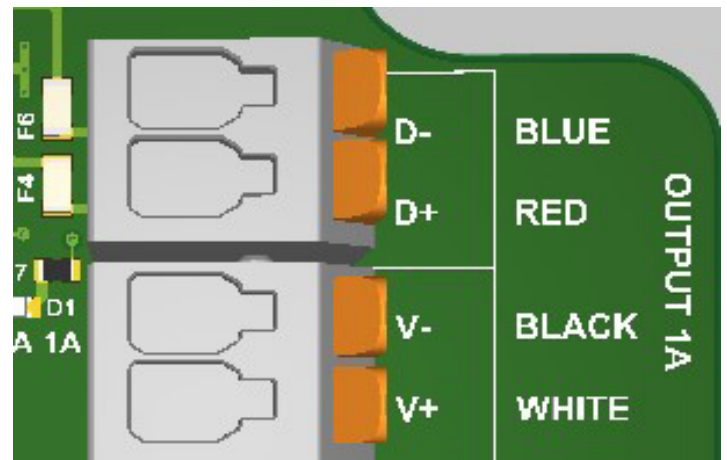 F6
F4
7
D1
A 1A
D- BLUE
D+ RED
V- BLACK
V+ WHITE
OUTPUT 1A